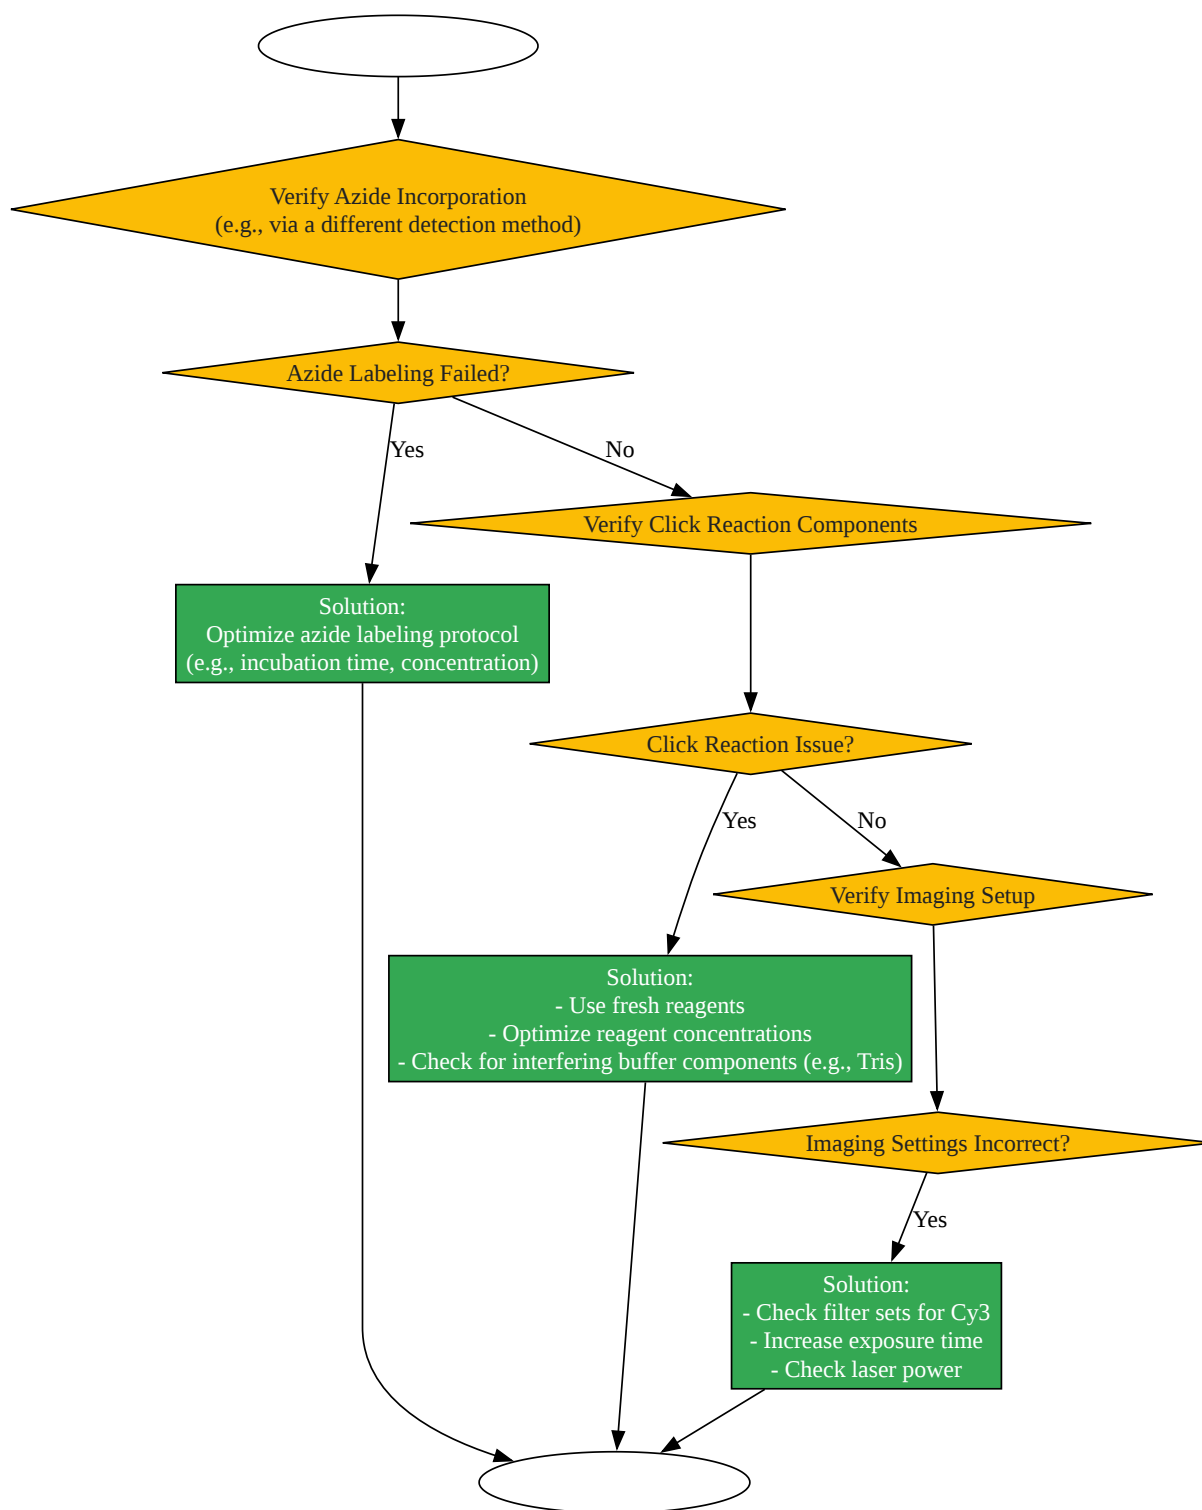 Verify Azide Incorporation
(e.g., via a different detection method)
Azide Labeling Failed?
Yes
No
Verify Click Reaction Components
Solution:
Optimize azide labeling protocol
(e.g., incubation time, concentration)
Click Reaction Issue?
Yes
No
Verify Imaging Setup
Solution:
- Use fresh reagents
- Optimize reagent concentrations
- Check for interfering buffer components (e.g., Tris)
Imaging Settings Incorrect?
Yes
Solution:
- Check filter sets for Cy3
- Increase exposure time
- Check laser power